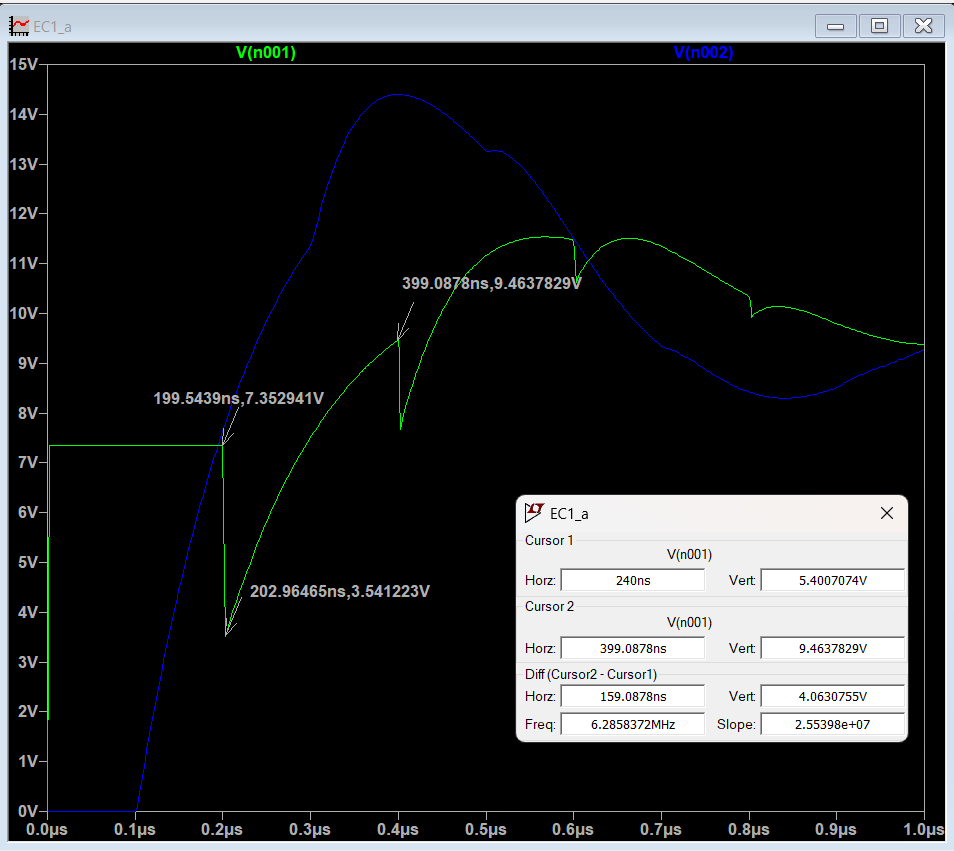 EC1_a
V(n001) V(n002)
15V
14V
13V
12V
11V
10V
9V
8V
7V
6V
5V
4V
3V
2V
1V
0V
399.0878ns,9.4637829V
199.5439ns,7.352941V
202.96465ns,3.541223V
0.0µs 0.1µs 0.2µs 0.3µs 0.4µs 0.5µs 0.6µs 0.7µs 0.8µs 0.9µs 1.0µs
EC1_a
Cursor 1
V(n001)
Horz: 240ns Vert: 5.4007074V
Cursor 2
V(n001)
Horz: 399.0878ns Vert: 9.4637829V
Diff (Cursor2 - Cursor1)
Horz: 159.0878ns Vert: 4.0630755V
Freq: 6.2858372MHz Slope: 2.55398e+07